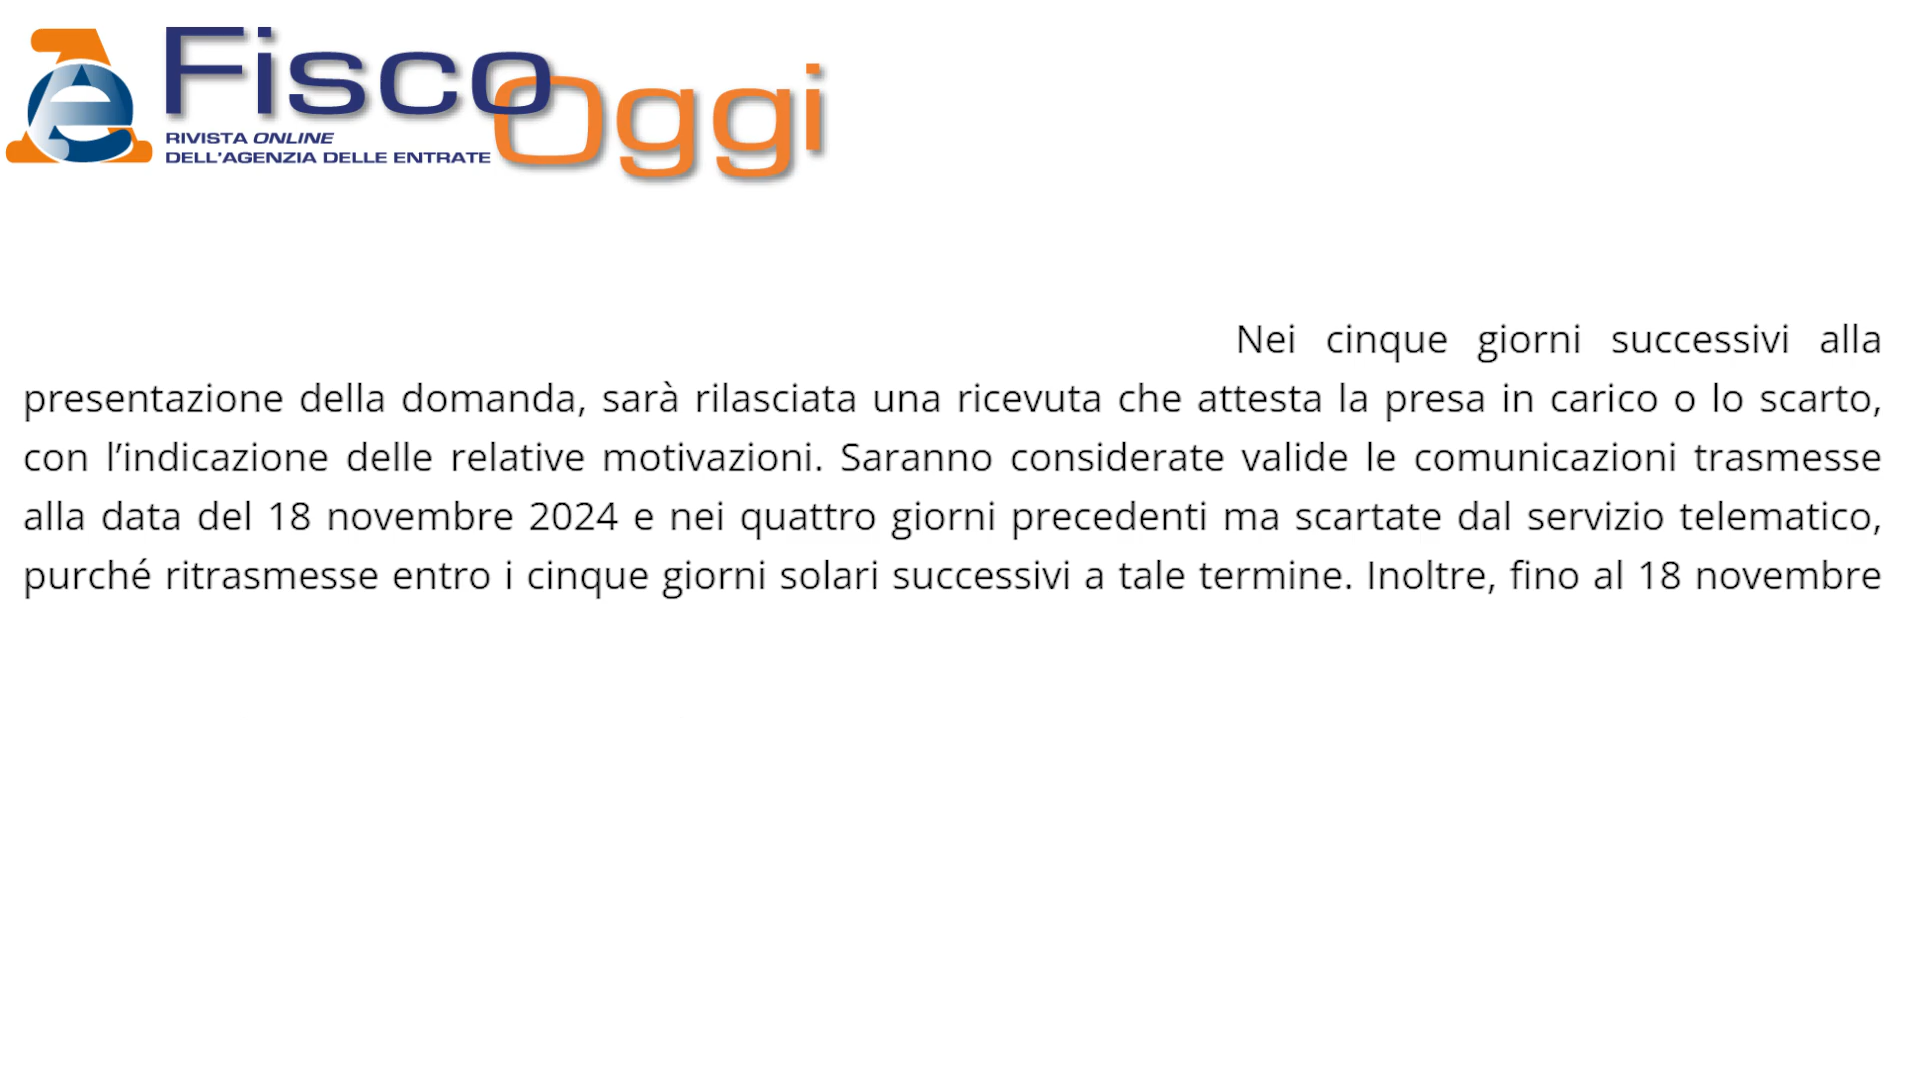 Fisco
Oggi
RIVISTA ONLINE
DELL'AGENZIA DELLE ENTRATE
Nei cinque giorni successivi alla
presentazione della domanda, sarà rilasciata una ricevuta che attesta la presa in carico o lo scarto,
con l’indicazione delle relative motivazioni. Saranno considerate valide le comunicazioni trasmesse
alla data del 18 novembre 2024 e nei quattro giorni precedenti ma scartate dal servizio telematico,
purché ritrasmesse entro i cinque giorni solari successivi a tale termine. Inoltre, fino al 18 novembre